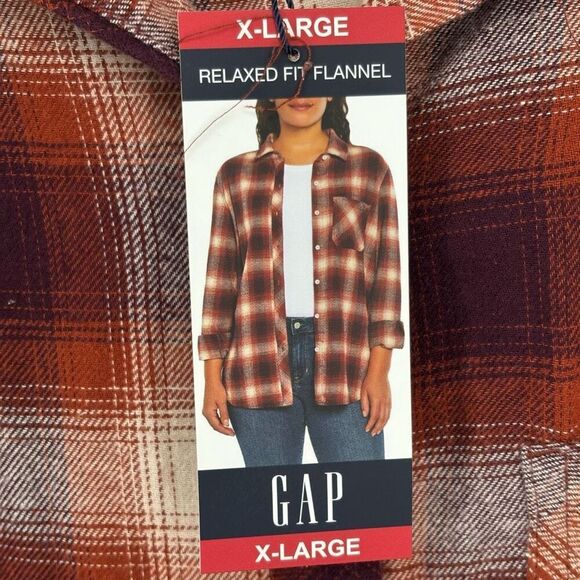 X-LARGE
RELAXED FIT FLANNEL
GAP
X-LARGE